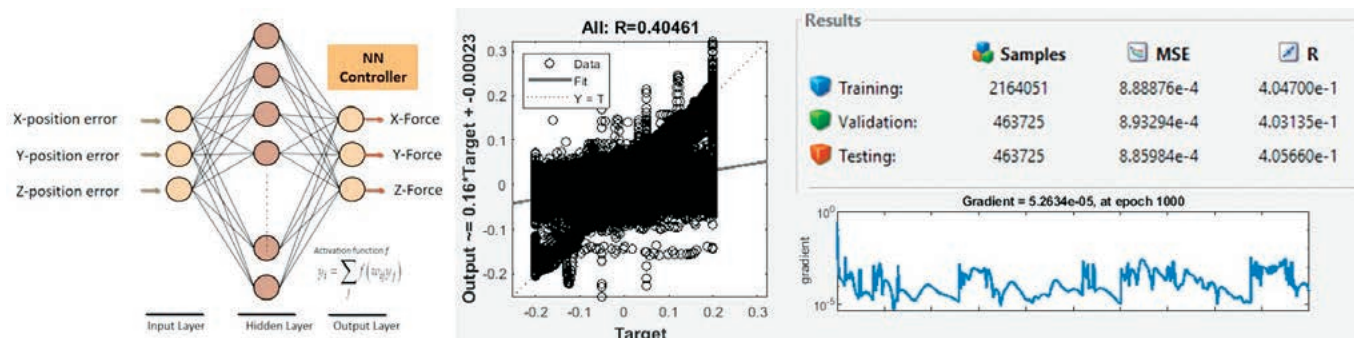 NN
Controller
X-position error
Y-position error
Z-position error
X-Force
Y-Force
Z-Force
Activation function f
y_i = ∑_j f(w_ij y_j)
Input Layer
Hidden Layer
Output Layer
All: R=0.40461
Output ~= 0.16*Target + -0.00023
0.3
0.2
0.1
0
-0.1
-0.2
Data
Fit
Y = T
-0.2 -0.1 0 0.1 0.2 0.3
Target
Results
Samples MSE R
Training: 2164051 8.88876e-4 4.04700e-1
Validation: 463725 8.93294e-4 4.03135e-1
Testing: 463725 8.85984e-4 4.05660e-1
Gradient = 5.2634e-05, at epoch 1000
gradient
10^0
10^-5